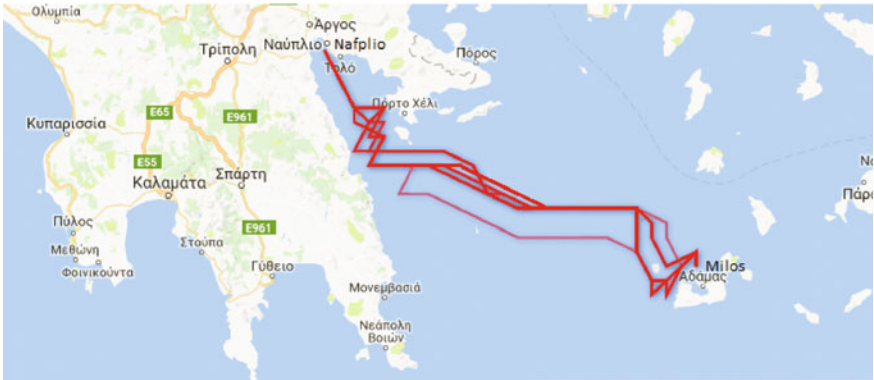 Ολυμπία
Άργος
Ναύπλιο Nafplio
Τρίπολη
Τολό
Πόρος
Πόρτο Χέλι
E65
E961
Κυπαρισσία
E55
Σπάρτη
Καλαμάτα
Πάρ
E961
Πύλος
Μεθώνη
Φοινικούντα
Στούπα
Γύθειο
Milos
Αδάμας
Μονεμβασιά
Νεάπολη
Βοιών